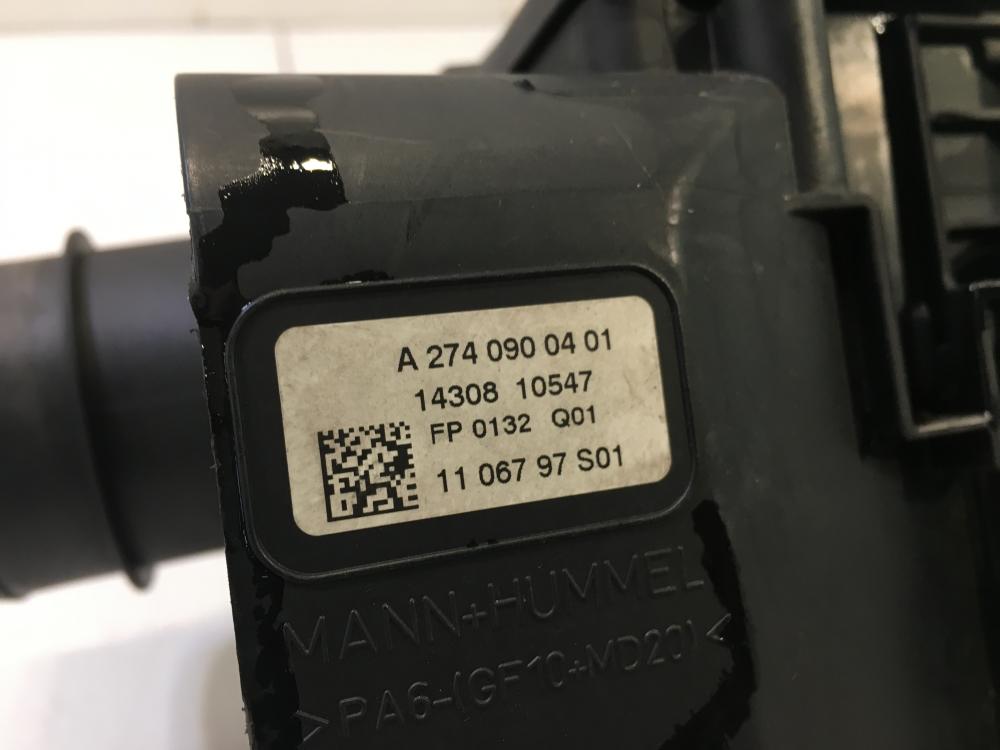 A 274 090 04 01
14308 10547
FP 0132 Q01
11 067 97 S01
MANN+HUMMEL
>PA6-(GF10+MD20)<